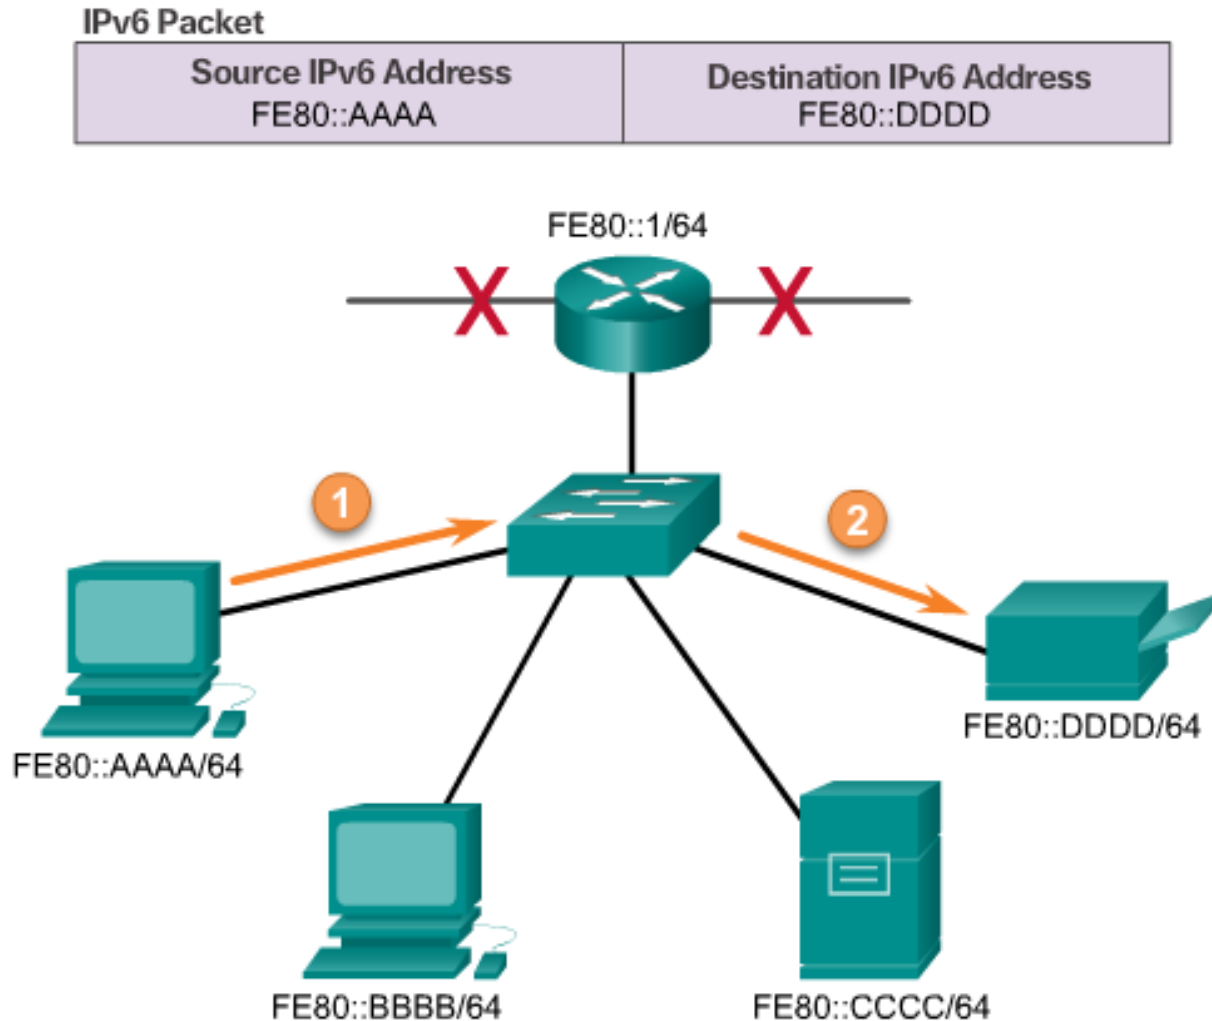 IPv6 Packet
Source IPv6 Address
FE80::AAAA
Destination IPv6 Address
FE80::DDDD
FE80::1/64
X
X
1
2
FE80::AAAA/64
FE80::DDDD/64
FE80::BBBB/64
FE80::CCCC/64